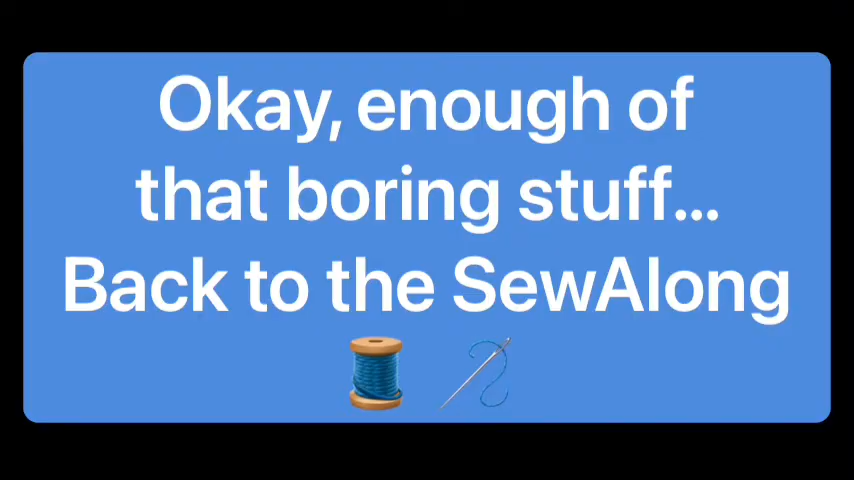 Okay, enough of
that boring stuff...
Back to the SewAlong
🧵 🪡